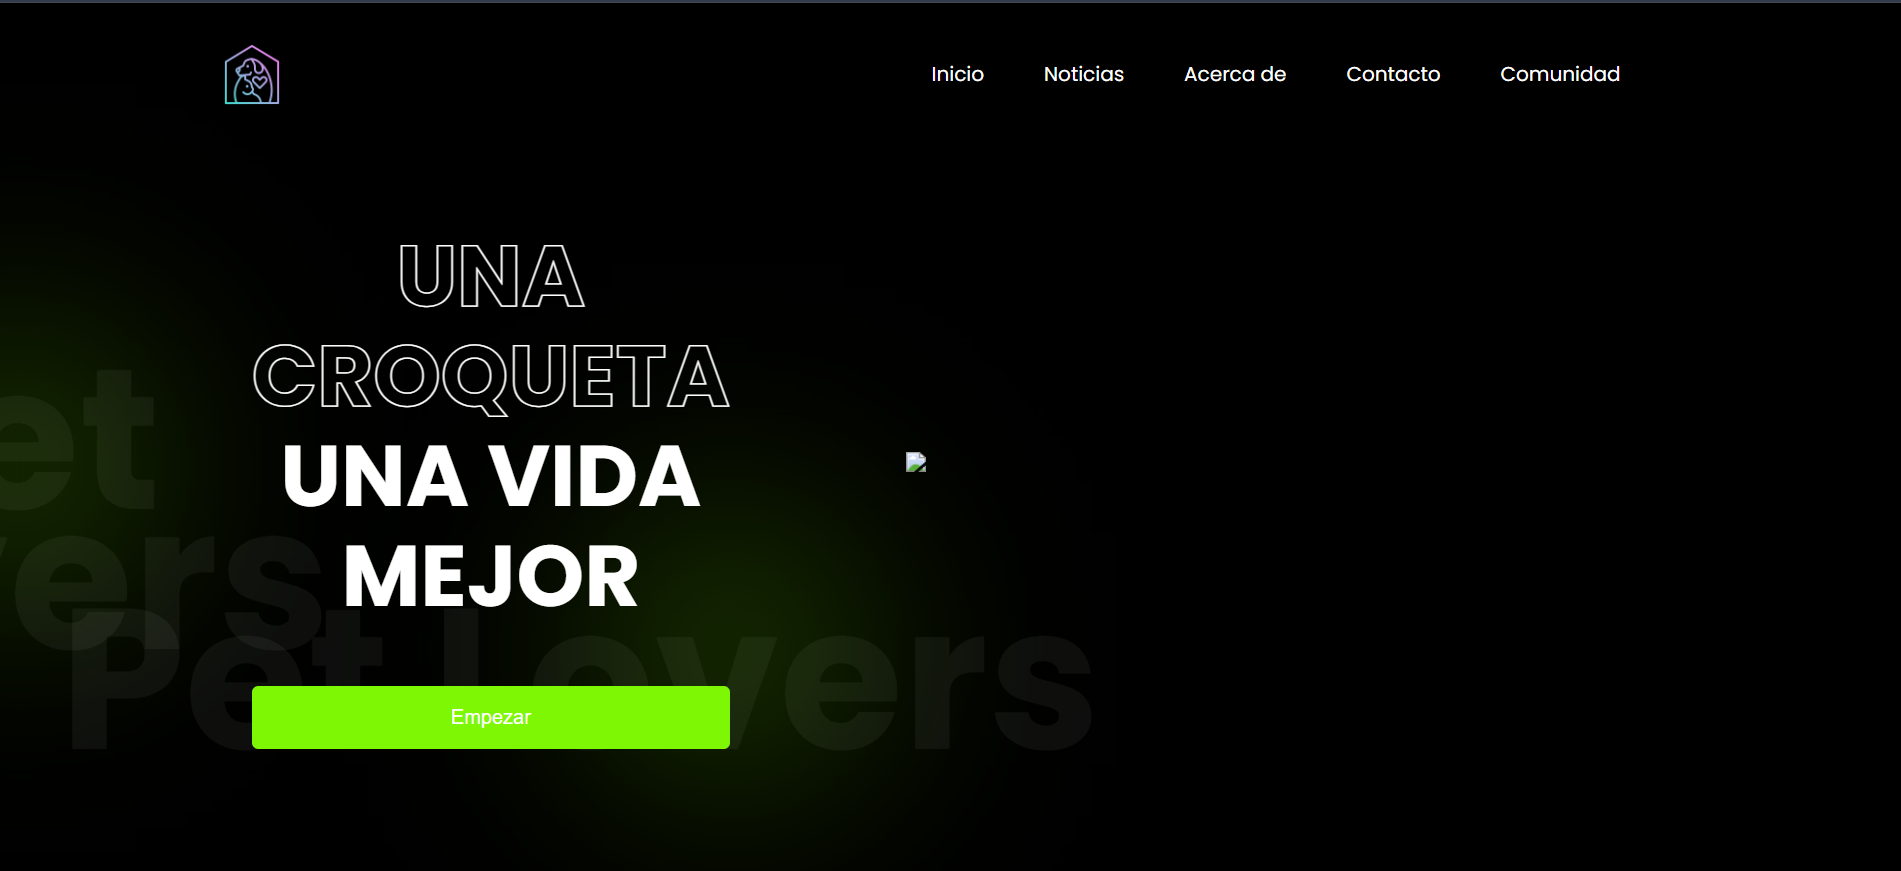 Inicio Noticias Acerca de Contacto Comunidad
UNA
CROQUETA
UNA VIDA
MEJOR
et
vers
Pet Lovers
Empezar